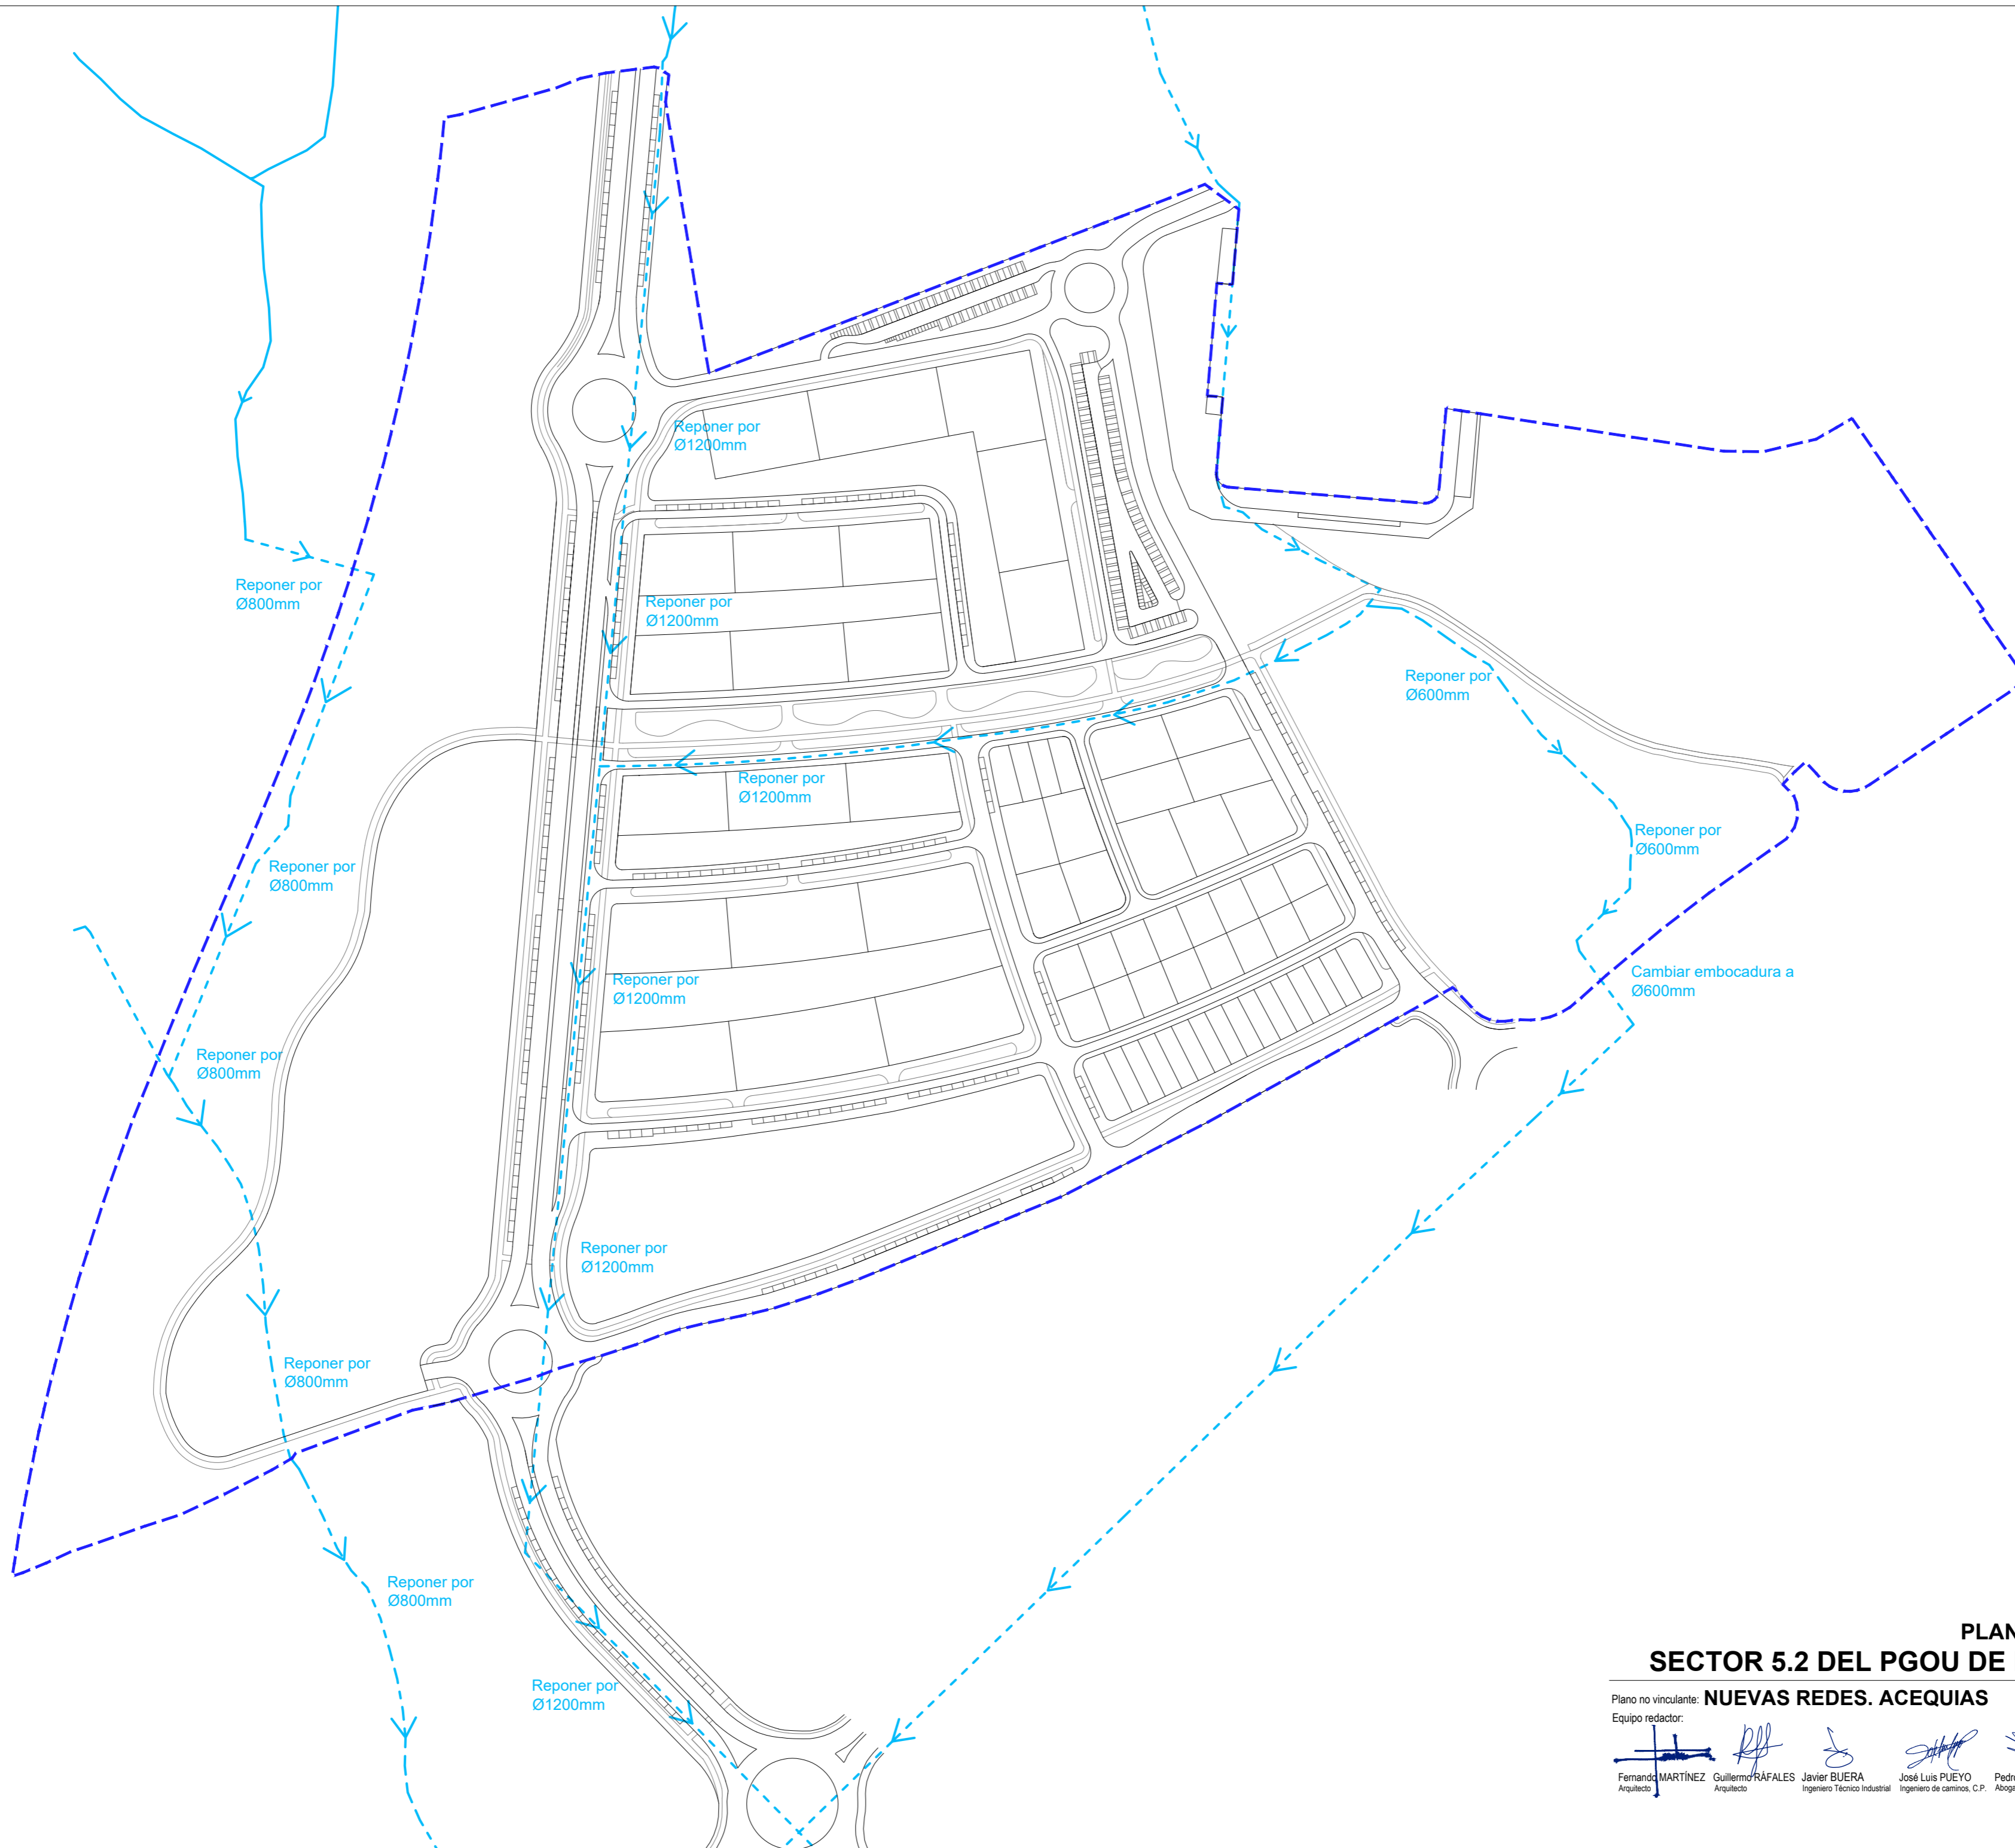 Reponer por
Ø1200mm
Reponer por
Ø800mm
Reponer por
Ø1200mm
Reponer por
Ø600mm
Reponer por
Ø1200mm
Reponer por
Ø600mm
Reponer por
Ø800mm
Reponer por
Ø1200mm
Cambiar embocadura a
Ø600mm
Reponer por
Ø800mm
Reponer por
Ø1200mm
Reponer por
Ø800mm
Reponer por
Ø800mm
Reponer por
Ø1200mm
PLAN
SECTOR 5.2 DEL PGOU DE
Plano no vinculante: NUEVAS REDES. ACEQUIAS
Equipo redactor:
Fernando MARTÍNEZ Guillermo RÁFALES Javier BUERA José Luis PUEYO Pedro
Arquitecto Arquitecto Ingeniero Técnico Industrial Ingeniero de caminos, C.P. Aboga